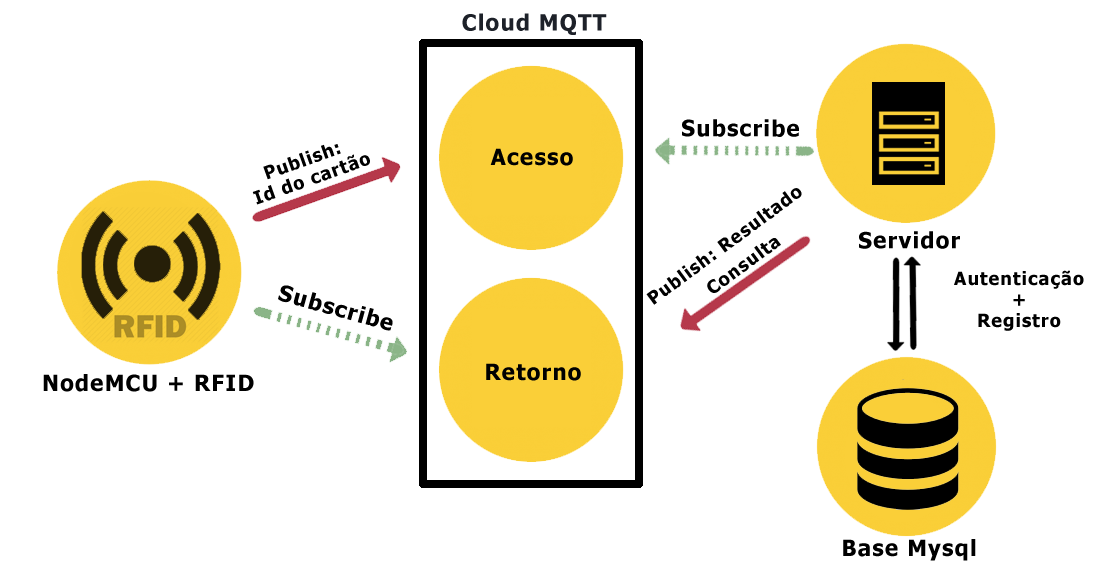 Cloud MQTT
Acesso
Retorno
Publish:
Id do cartão
Subscribe
RFID
NodeMCU + RFID
Subscribe
Publish: Resultado
Consulta
Servidor
Autenticação
+
Registro
Base Mysql